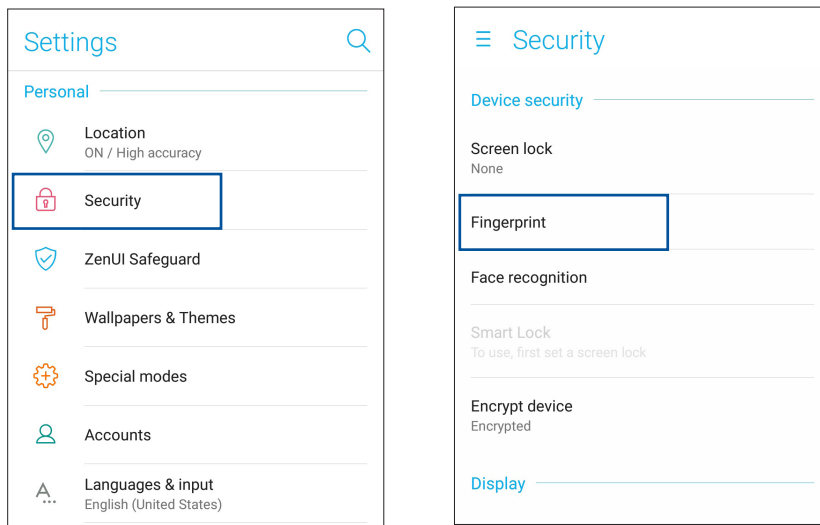 Settings
Personal
Location
ON / High accuracy
Security
ZenUI Safeguard
Wallpapers & Themes
Special modes
Accounts
Languages & input
English (United States)
Security
Device security
Screen lock
None
Fingerprint
Face recognition
Smart Lock
To use, first set a screen lock
Encrypt device
Encrypted
Display